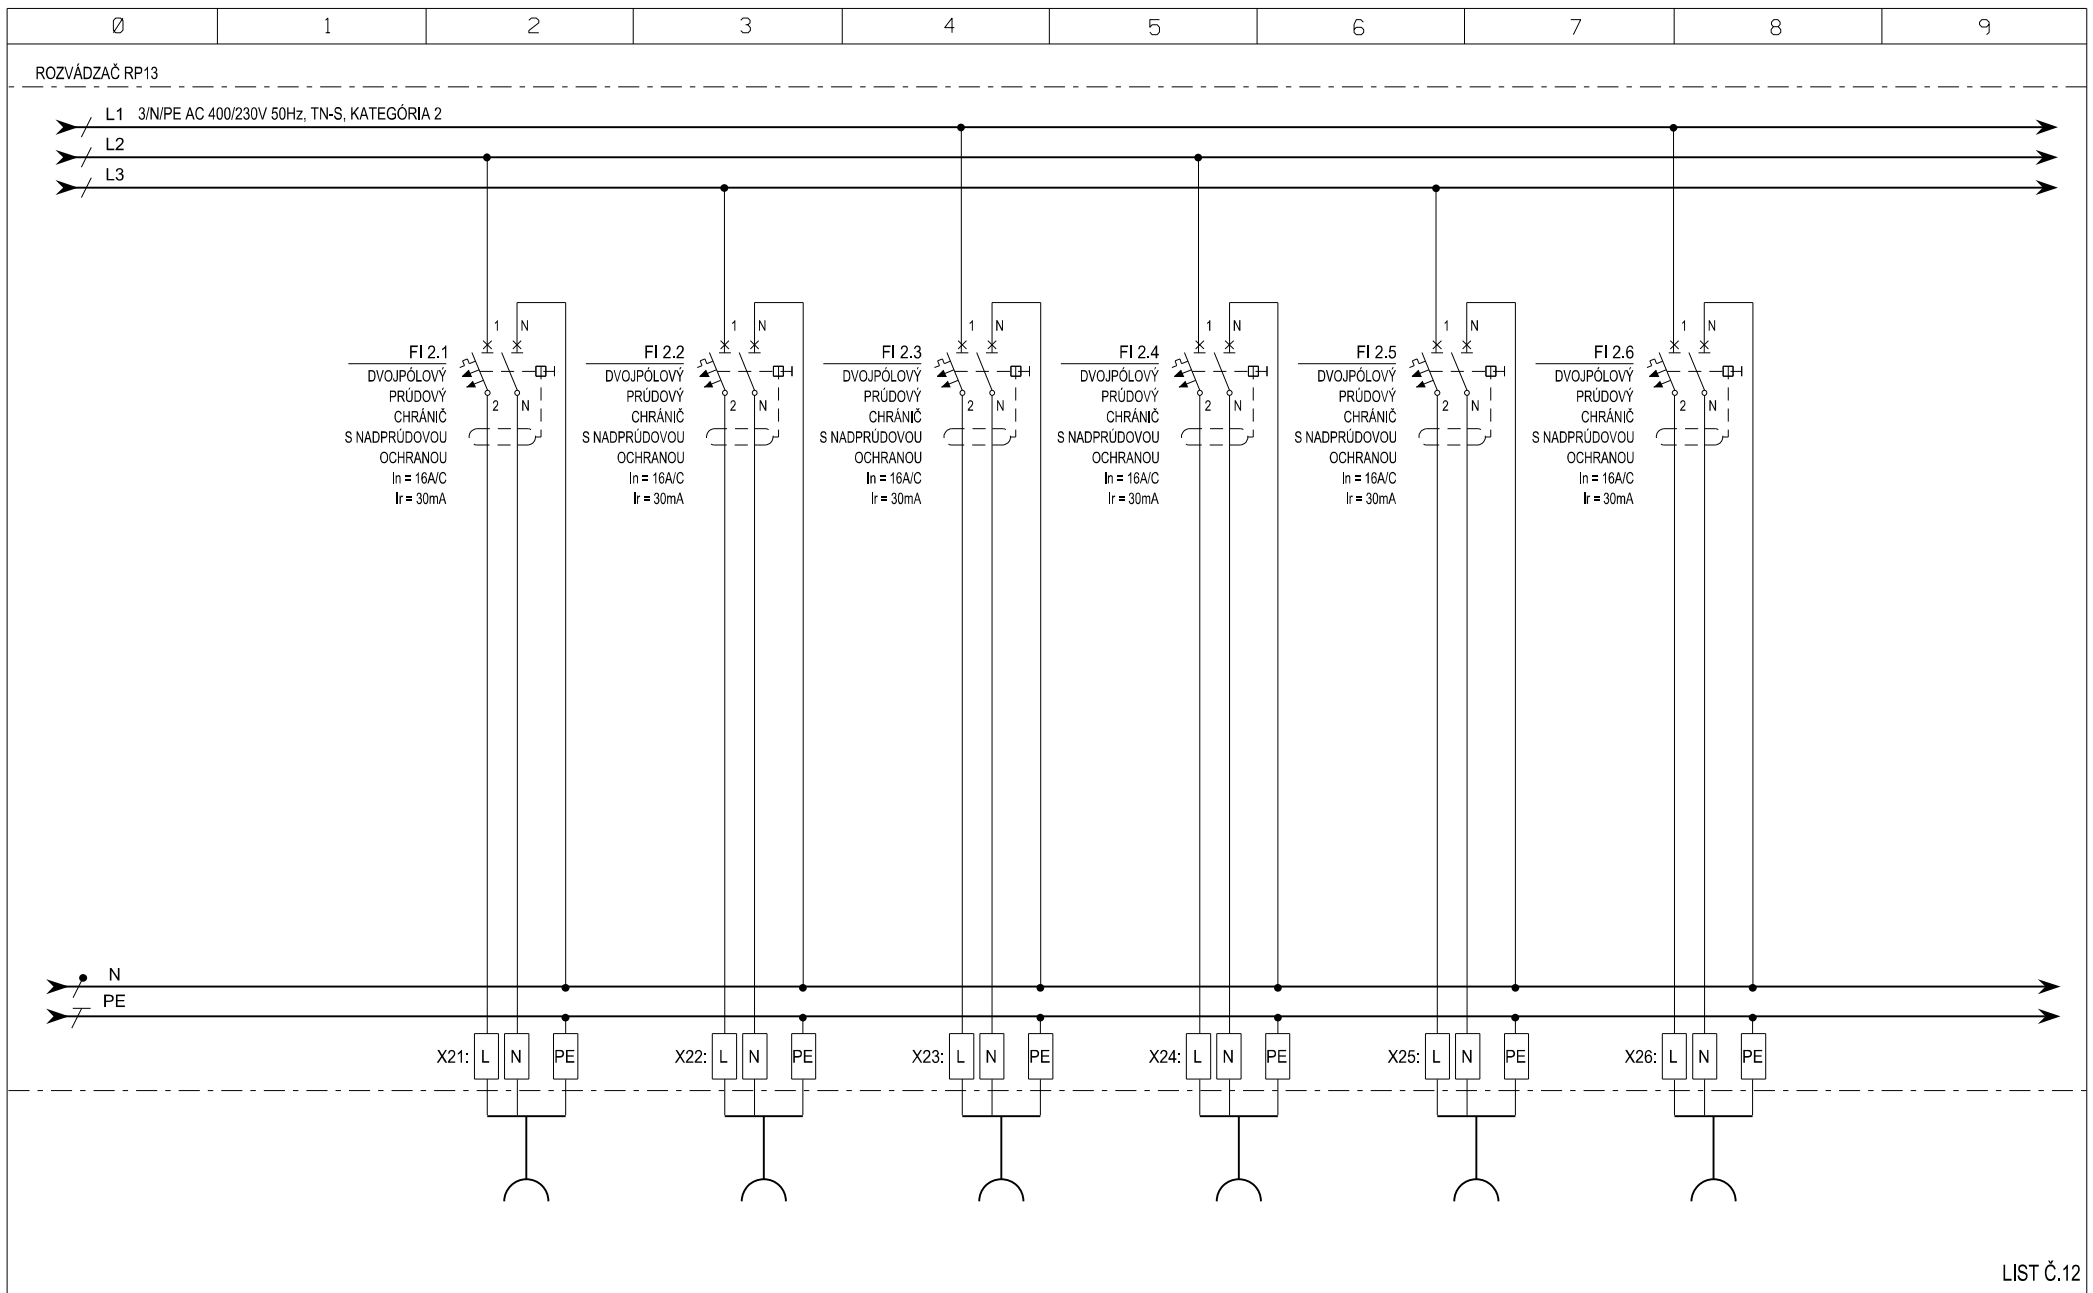 Ø 1 2 3 4 5 6 7 8 9
ROZVÁDZAČ RP13
L1 3/N/PE AC 400/230V 50Hz, TN-S, KATEGÓRIA 2
L2
L3
1 N
FI 2.1
DVOJPÓLOVÝ
PRÚDOVÝ
CHRÁNIČ
S NADPRÚDOVOU
OCHRANOU
In = 16A/C
Ir = 30mA
2 N
1 N
FI 2.2
DVOJPÓLOVÝ
PRÚDOVÝ
CHRÁNIČ
S NADPRÚDOVOU
OCHRANOU
In = 16A/C
Ir = 30mA
2 N
1 N
FI 2.3
DVOJPÓLOVÝ
PRÚDOVÝ
CHRÁNIČ
S NADPRÚDOVOU
OCHRANOU
In = 16A/C
Ir = 30mA
2 N
1 N
FI 2.4
DVOJPÓLOVÝ
PRÚDOVÝ
CHRÁNIČ
S NADPRÚDOVOU
OCHRANOU
In = 16A/C
Ir = 30mA
2 N
1 N
FI 2.5
DVOJPÓLOVÝ
PRÚDOVÝ
CHRÁNIČ
S NADPRÚDOVOU
OCHRANOU
In = 16A/C
Ir = 30mA
2 N
1 N
FI 2.6
DVOJPÓLOVÝ
PRÚDOVÝ
CHRÁNIČ
S NADPRÚDOVOU
OCHRANOU
In = 16A/C
Ir = 30mA
2 N
N
PE
X21: L N PE
X22: L N PE
X23: L N PE
X24: L N PE
X25: L N PE
X26: L N PE
LIST Č.12